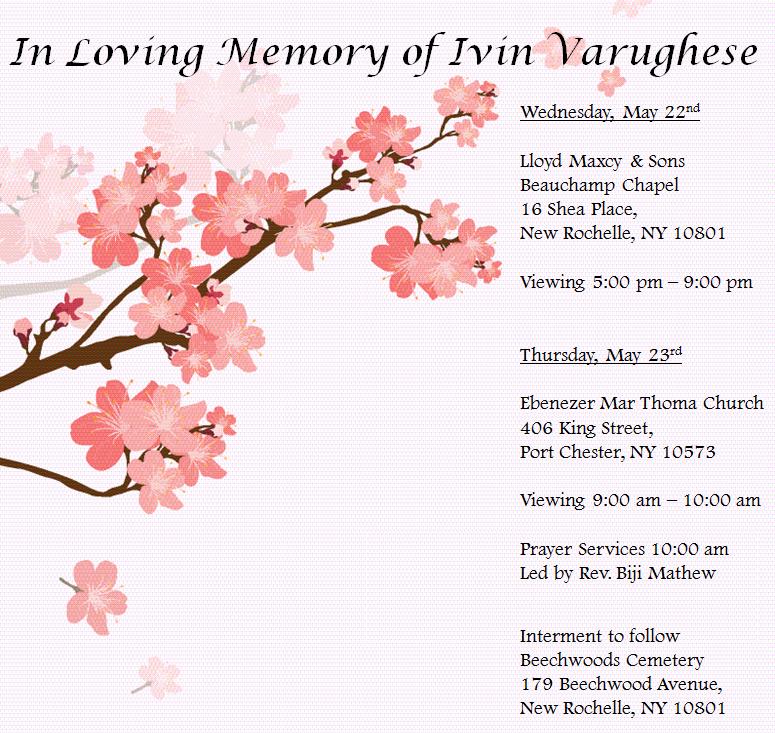 In Loving Memory of Ivin Varughese
Wednesday, May 22nd
Lloyd Maxcy & Sons
Beauchamp Chapel
16 Shea Place,
New Rochelle, NY 10801
Viewing 5:00 pm – 9:00 pm
Thursday, May 23rd
Ebenezer Mar Thoma Church
406 King Street,
Port Chester, NY 10573
Viewing 9:00 am – 10:00 am
Prayer Services 10:00 am
Led by Rev. Biji Mathew
Interment to follow
Beechwoods Cemetery
179 Beechwood Avenue,
New Rochelle, NY 10801